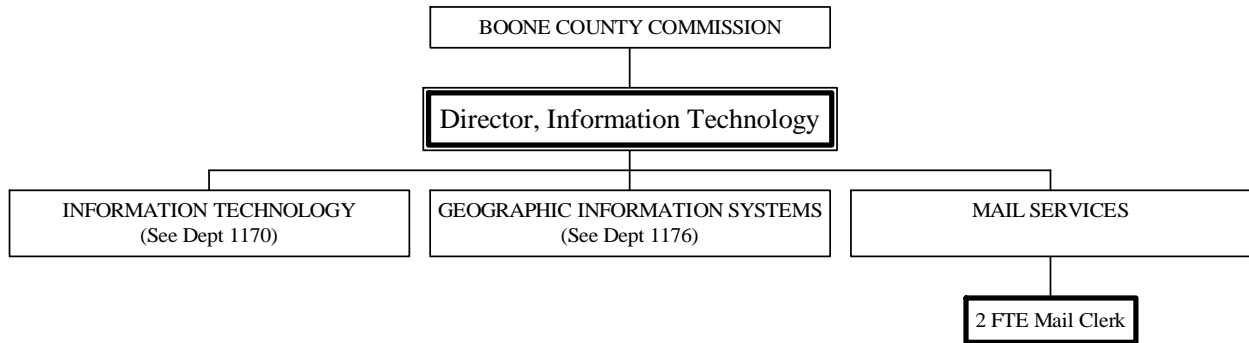 BOONE COUNTY COMMISSION
Director, Information Technology
INFORMATION TECHNOLOGY
(See Dept 1170)
GEOGRAPHIC INFORMATION SYSTEMS
(See Dept 1176)
MAIL SERVICES
2 FTE Mail Clerk